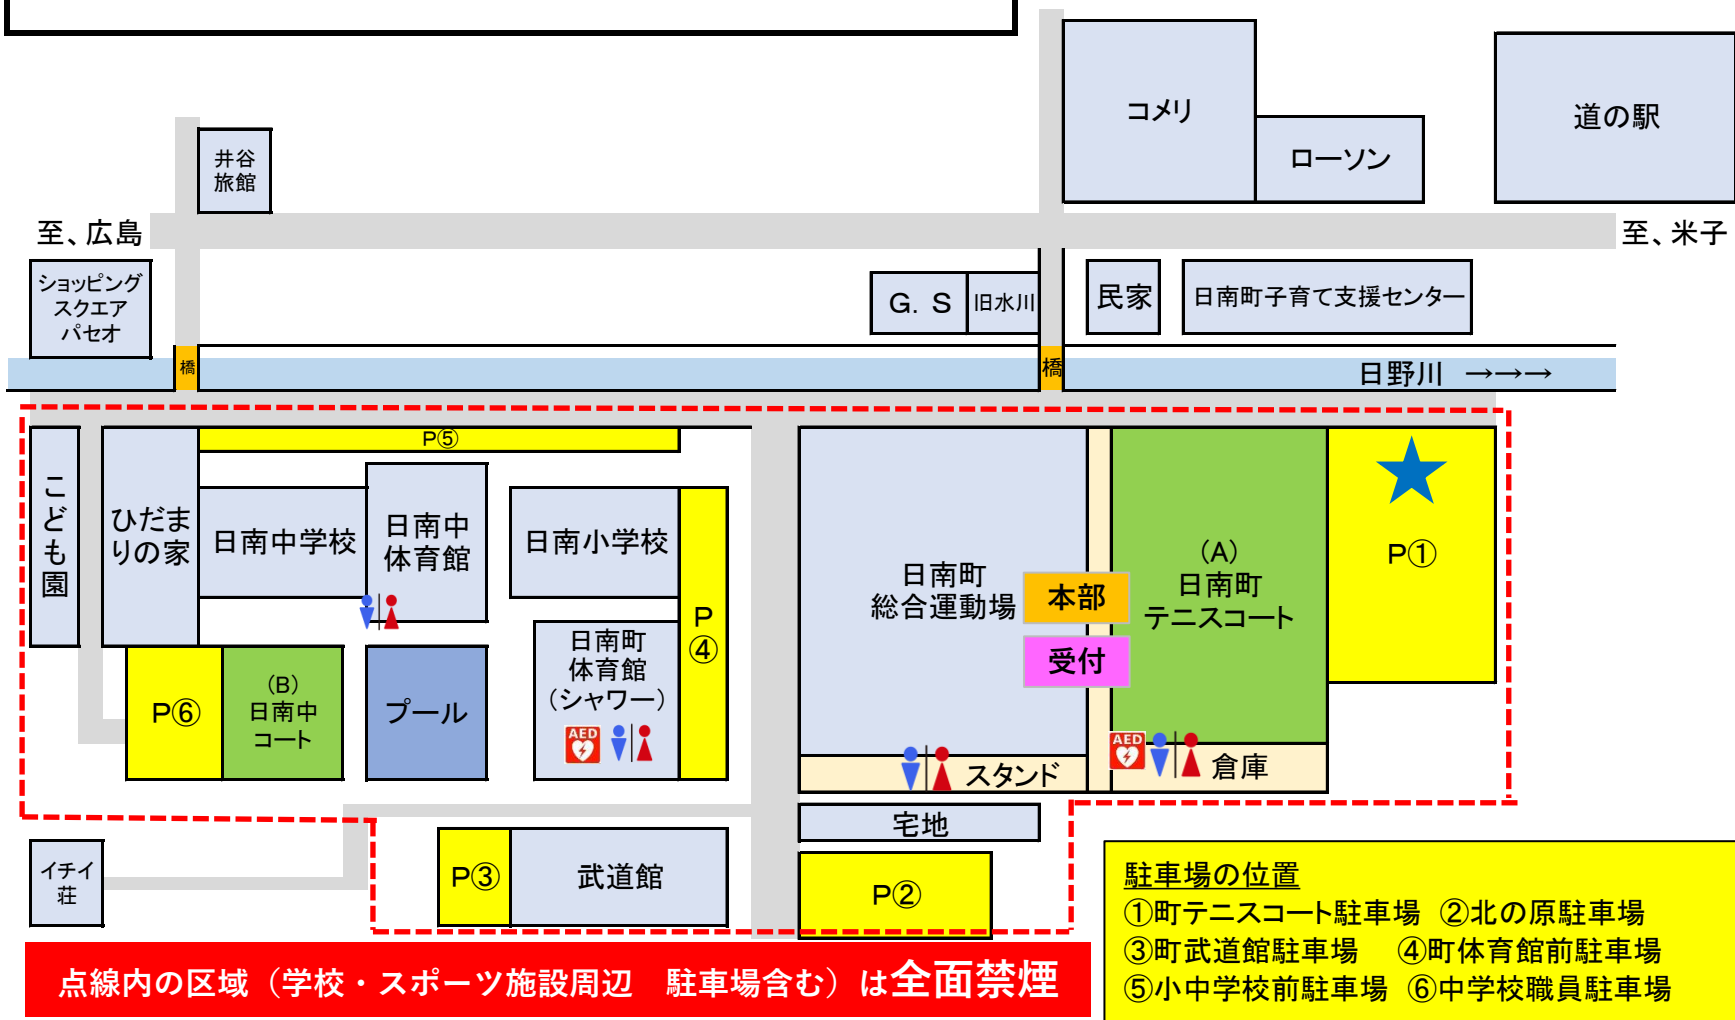 コメリ
ローソン
道の駅
井谷
旅館
至、広島
至、米子
ショッピング
スクエア
パセオ
G. S
旧水川
民家
日南町子育て支援センター
橋
橋
日野川 →→→
P⑤
こども園
ひだま
りの家
日南中学校
日南中
体育館
日南小学校
P
④
日南町
体育館
（シャワー）
AED
P⑥
(B)
日南中
コート
プール
日南町
総合運動場
本部
受付
(A)
日南町
テニスコート
P①
スタンド
AED
倉庫
宅地
イチイ
荘
P③
武道館
P②
駐車場の位置
①町テニスコート駐車場 ②北の原駐車場
③町武道館駐車場 ④町体育館前駐車場
⑤小中学校前駐車場 ⑥中学校職員駐車場
点線内の区域（学校・スポーツ施設周辺　駐車場含む）は全面禁煙